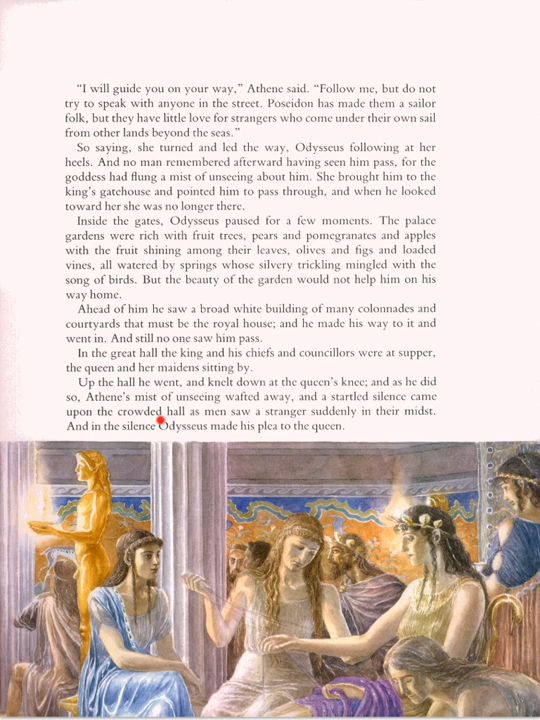 “I will guide you on your way,” Athene said. “Follow me, but do not
try to speak with anyone in the street. Poseidon has made them a sailor
folk, but they have little love for strangers who come under their own sail
from other lands beyond the seas.”
So saying, she turned and led the way, Odysseus following at her
heels. And no man remembered afterward having seen him pass, for the
goddess had flung a mist of unseeing about him. She brought him to the
king’s gatehouse and pointed him to pass through, and when he looked
toward her she was no longer there.
Inside the gates, Odysseus paused for a few moments. The palace
gardens were rich with fruit trees, pears and pomegranates and apples
with the fruit shining among their leaves, olives and figs and loaded
vines, all watered by springs whose silvery trickling mingled with the
song of birds. But the beauty of the garden would not help him on his
way home.
Ahead of him he saw a broad white building of many colonnades and
courtyards that must be the royal house; and he made his way to it and
went in. And still no one saw him pass.
In the great hall the king and his chiefs and councillors were at supper,
the queen and her maidens sitting by.
Up the hall he went, and knelt down at the queen’s knee; and as he did
so, Athene’s mist of unseeing wafted away, and a startled silence came
upon the crowded hall as men saw a stranger suddenly in their midst.
And in the silence Odysseus made his plea to the queen.